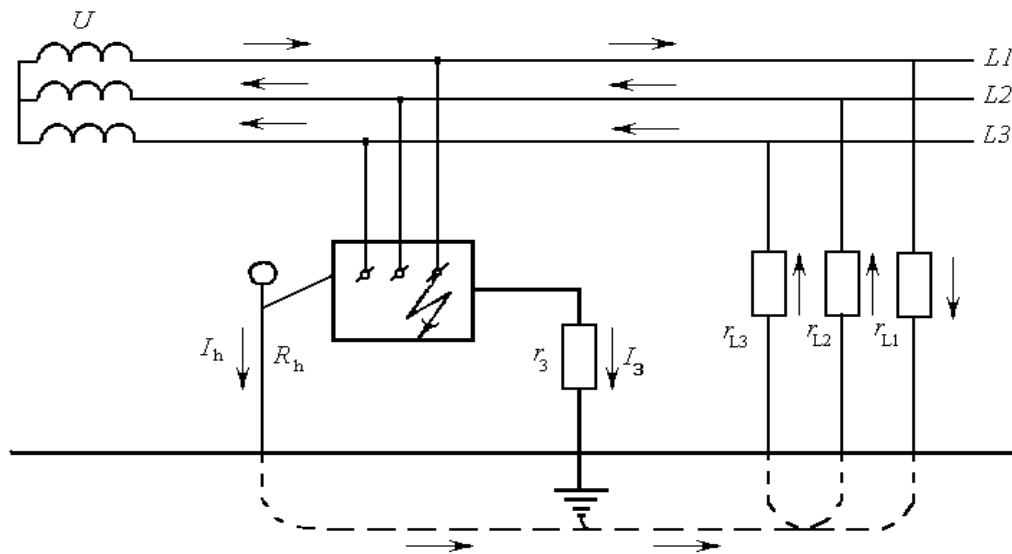 U
L1
L2
L3
I_h
R_h
r_3
I_З
r_L3
r_L2
r_L1